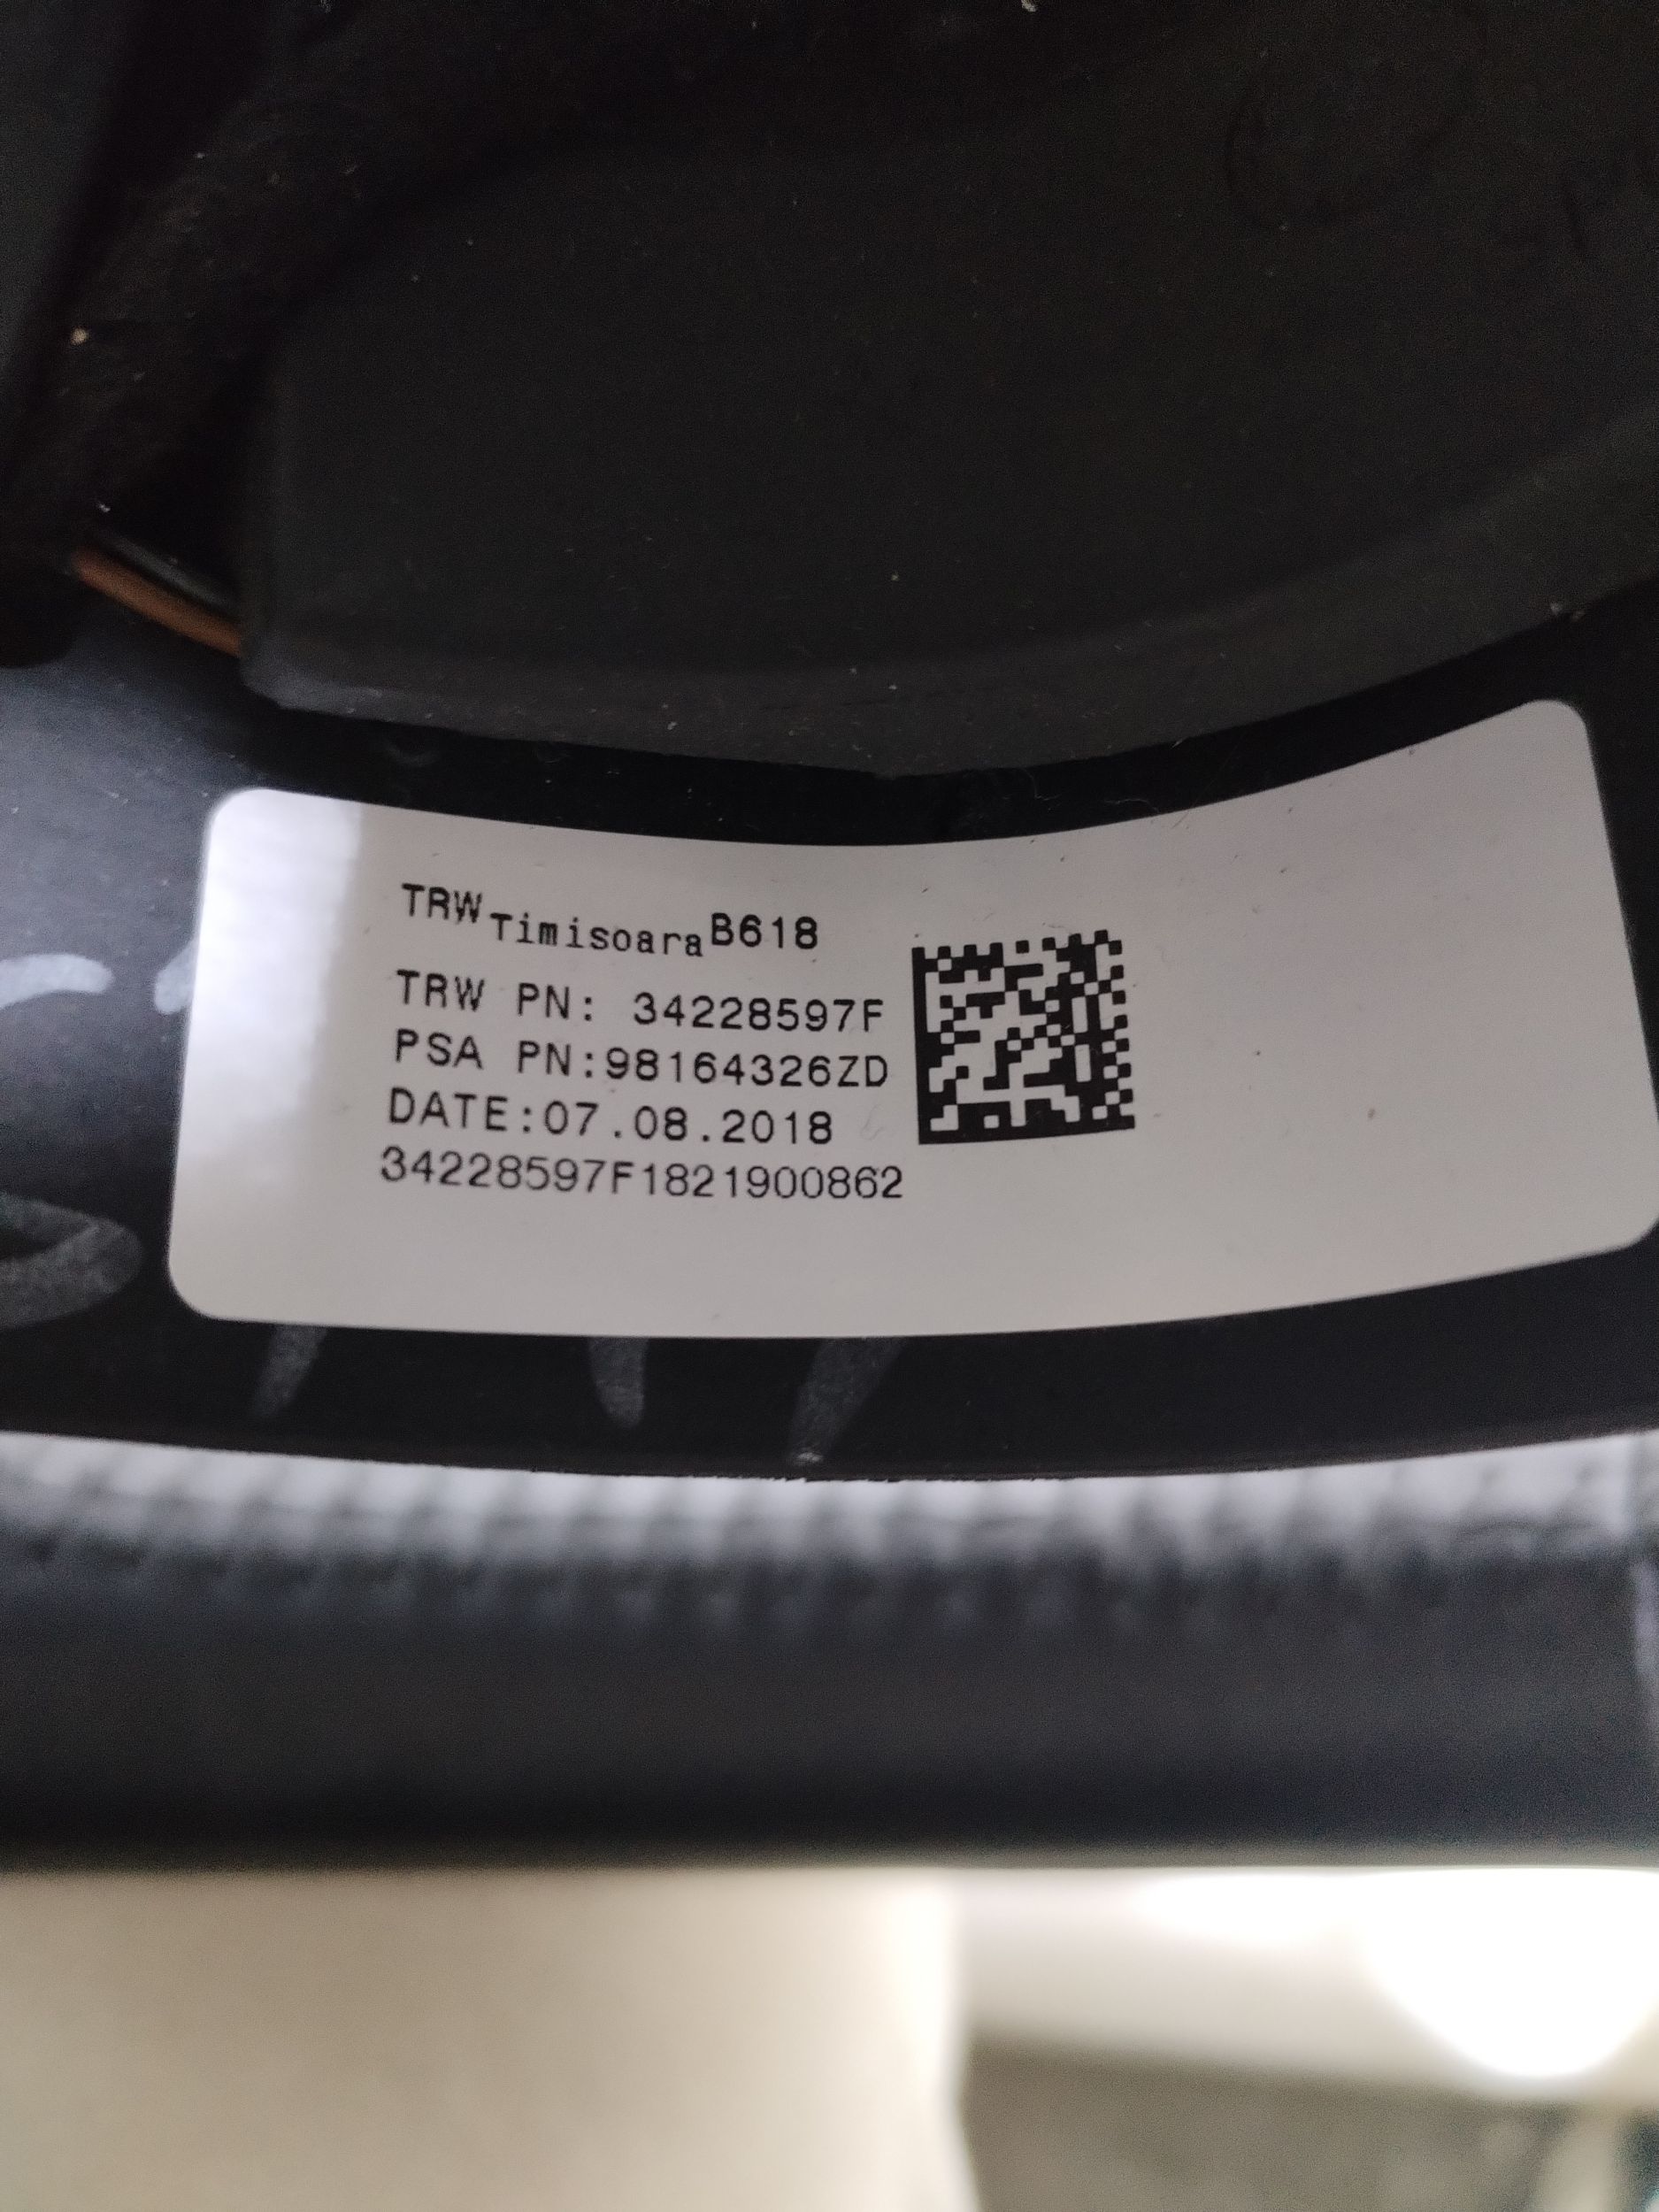 TRW Timisoara B618
TRW PN: 34228597F
PSA PN:98164326ZD
DATE:07.08.2018
34228597F1821900862